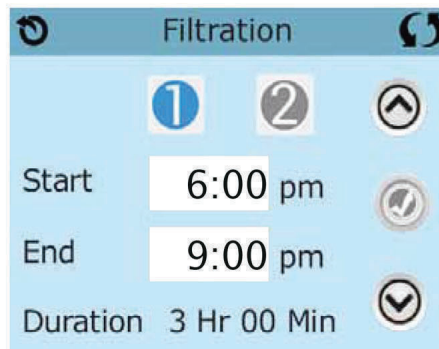 Filtration
1 2
Start 6:00 pm
End 9:00 pm
Duration 3 Hr 00 Min